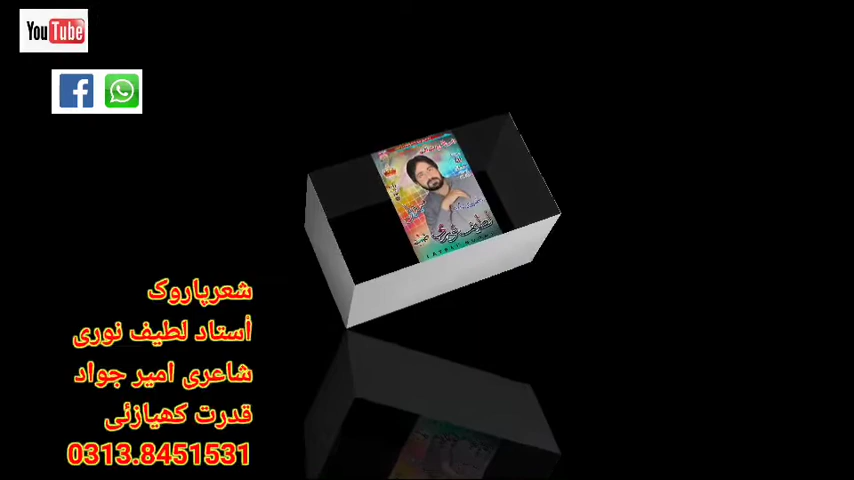 YouTube
شعرپاروک
أستاد لطیف نوری
شاعری امیر جواد
قدرت کھیازئی
0313.8451531